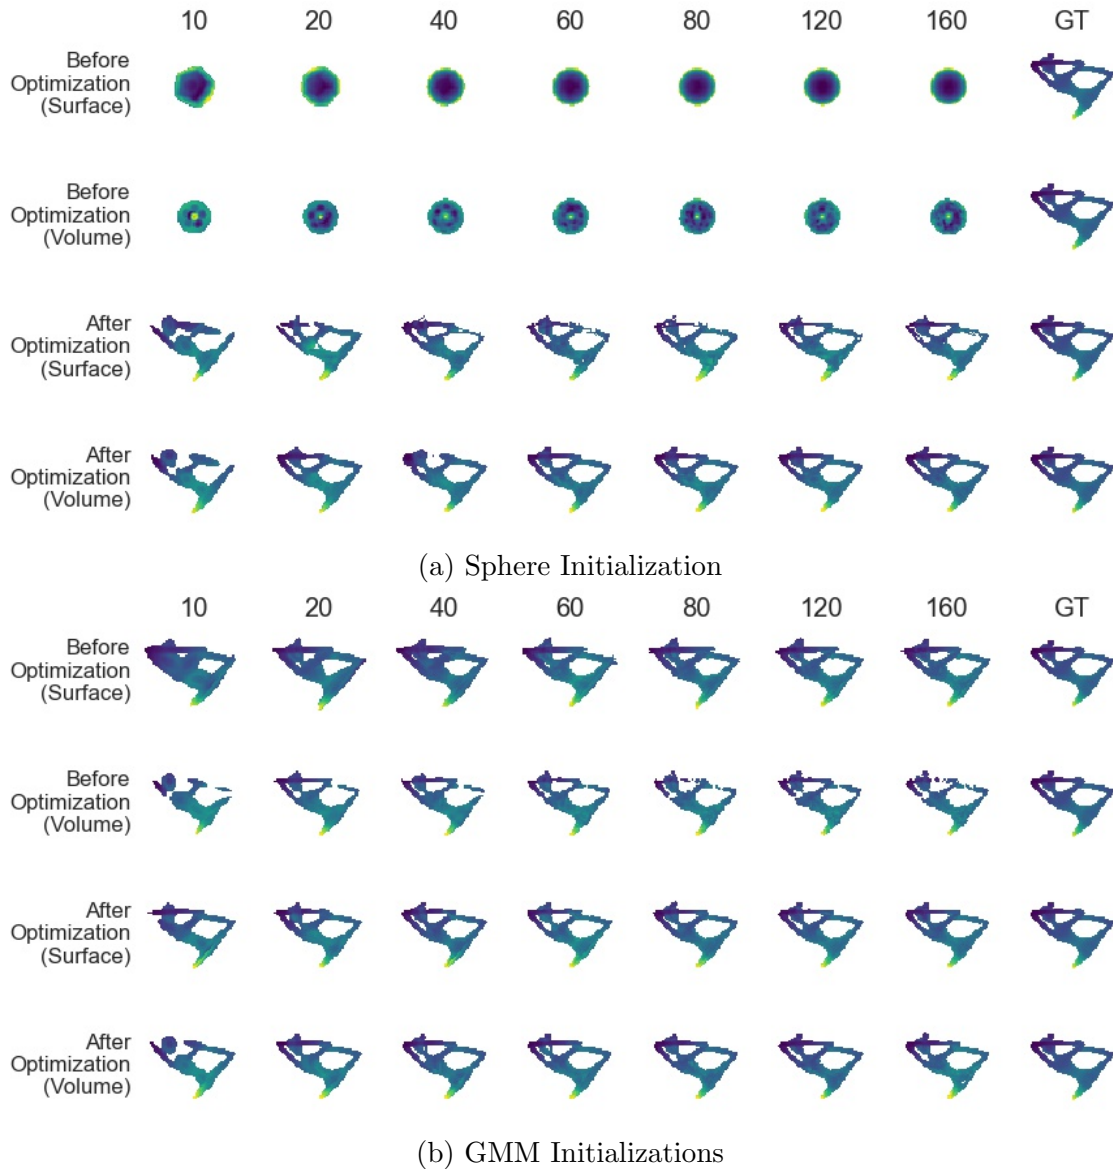 10 20 40 60 80 120 160 GT
Before
Optimization
(Surface)
Before
Optimization
(Volume)
After
Optimization
(Surface)
After
Optimization
(Volume)
(a) Sphere Initialization
10 20 40 60 80 120 160 GT
Before
Optimization
(Surface)
Before
Optimization
(Volume)
After
Optimization
(Surface)
After
Optimization
(Volume)
(b) GMM Initializations